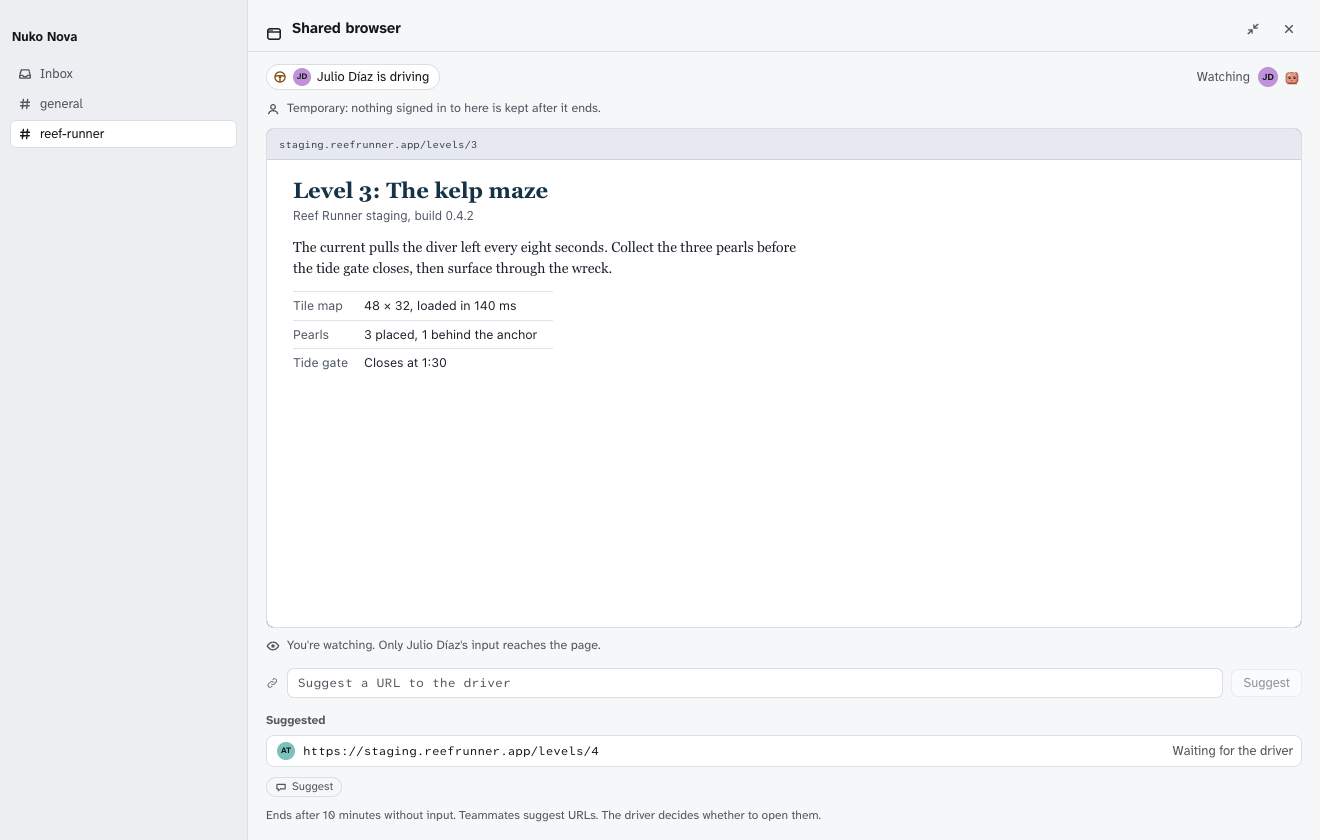 Nuko Nova
Inbox
general
reef-runner
Shared browser
JD Julio Díaz is driving
Watching JD
Temporary: nothing signed in to here is kept after it ends.
staging.reefrunner.app/levels/3
Level 3: The kelp maze
Reef Runner staging, build 0.4.2
The current pulls the diver left every eight seconds. Collect the three pearls before
the tide gate closes, then surface through the wreck.
Tile map 48 × 32, loaded in 140 ms
Pearls 3 placed, 1 behind the anchor
Tide gate Closes at 1:30
You're watching. Only Julio Díaz's input reaches the page.
Suggest a URL to the driver Suggest
Suggested
AT https://staging.reefrunner.app/levels/4 Waiting for the driver
Suggest
Ends after 10 minutes without input. Teammates suggest URLs. The driver decides whether to open them.